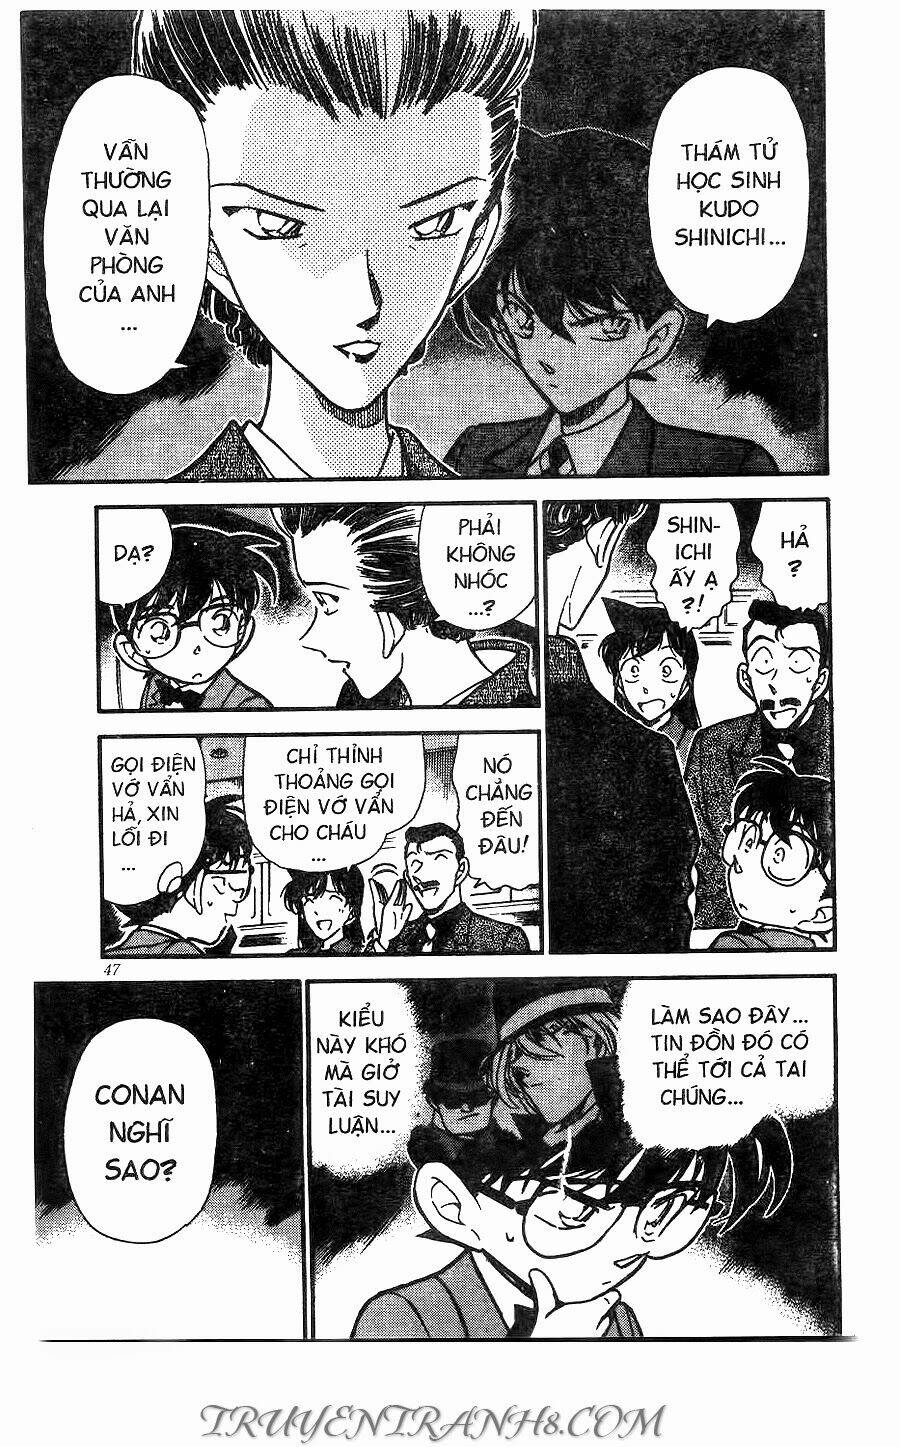 THÁM TỬ
HỌC SINH
KUDO
SHINICHI...
VẪN
THƯỜNG
QUA LẠI
VĂN
PHÒNG
CỦA ANH
...
HẢ
?
SHIN-
ICHI
ẤY Ạ
?!
PHẢI
KHÔNG
NHÓC
...?
DẠ?
NÓ
CHẲNG
ĐẾN
ĐÂU!
CHỈ THỈNH
THOẢNG GỌI
ĐIỆN VỚ VẨN
CHO CHÁU
...
GỌI ĐIỆN
VỚ VẨN
HẢ, XIN
LỖI ĐI
...
47
LÀM SAO ĐÂY...
TIN ĐỒN ĐÓ CÓ
THỂ TỚI CẢ TAI
CHÚNG...
KIỂU
NÀY KHÓ
MÀ GIỞ
TÀI SUY
LUẬN...
CONAN
NGHĨ
SAO?
TRUYENTRANH8.COM